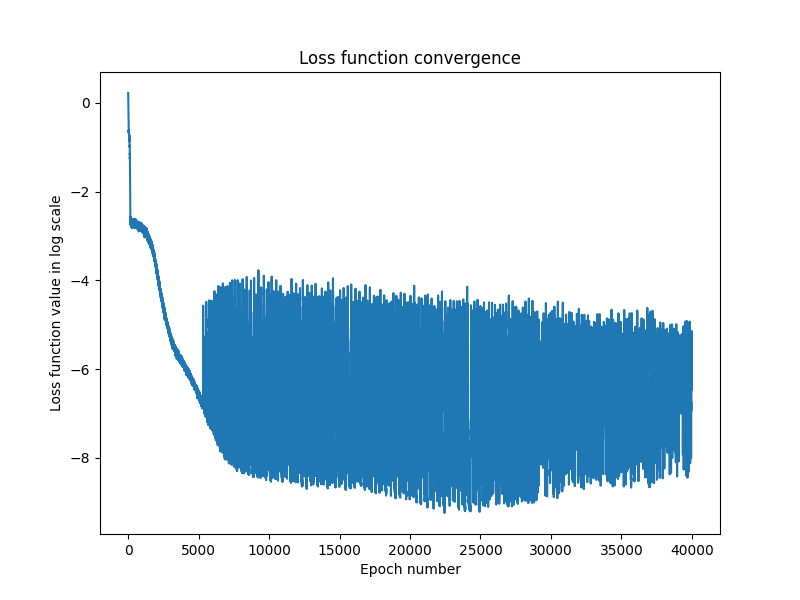 Loss function convergence
Loss function value in log scale
0
−2
−4
−6
−8
0 5000 10000 15000 20000 25000 30000 35000 40000
Epoch number